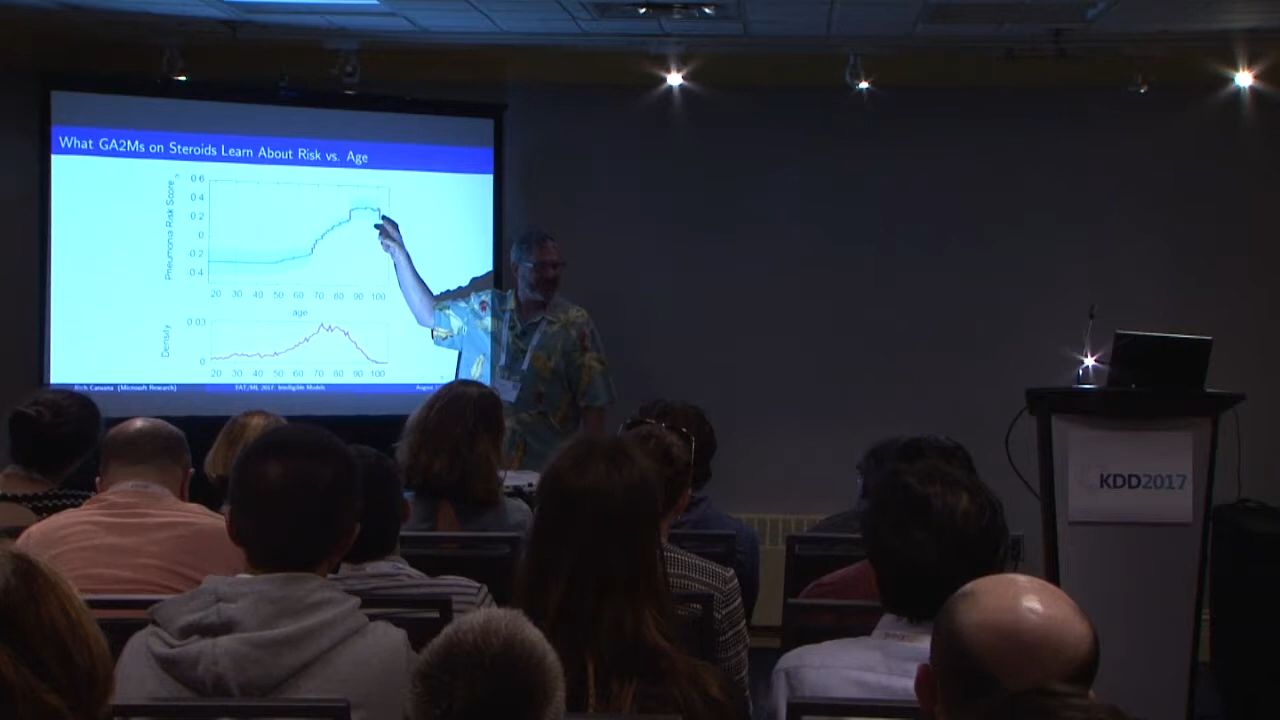 What GA2Ms on Steroids Learn About Risk vs. Age
Pneumonia Risk Score
0.6
0.4
0.2
0
-0.2
-0.4
20 30 40 50 60 70 80 90 100
age
Density
0.03
0
20 30 40 50 60 70 80 90 100
Rich Caruana (Microsoft Research)
FAT/ML 2017: Intelligible Models
August
KDD2017